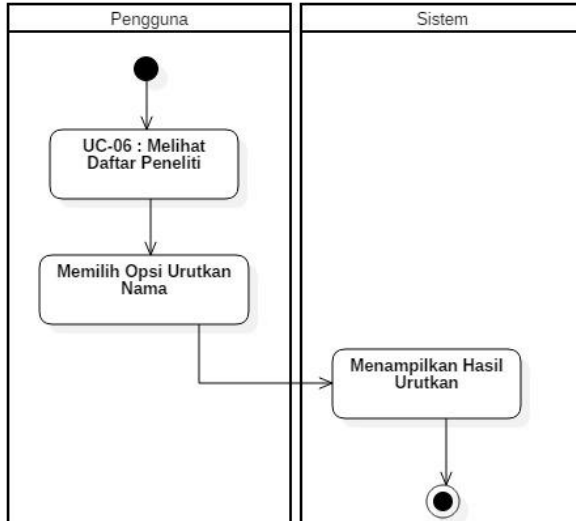 Pengguna
Sistem
UC-06 : Melihat
Daftar Peneliti
Memilih Opsi Urutkan
Nama
Menampilkan Hasil
Urutkan